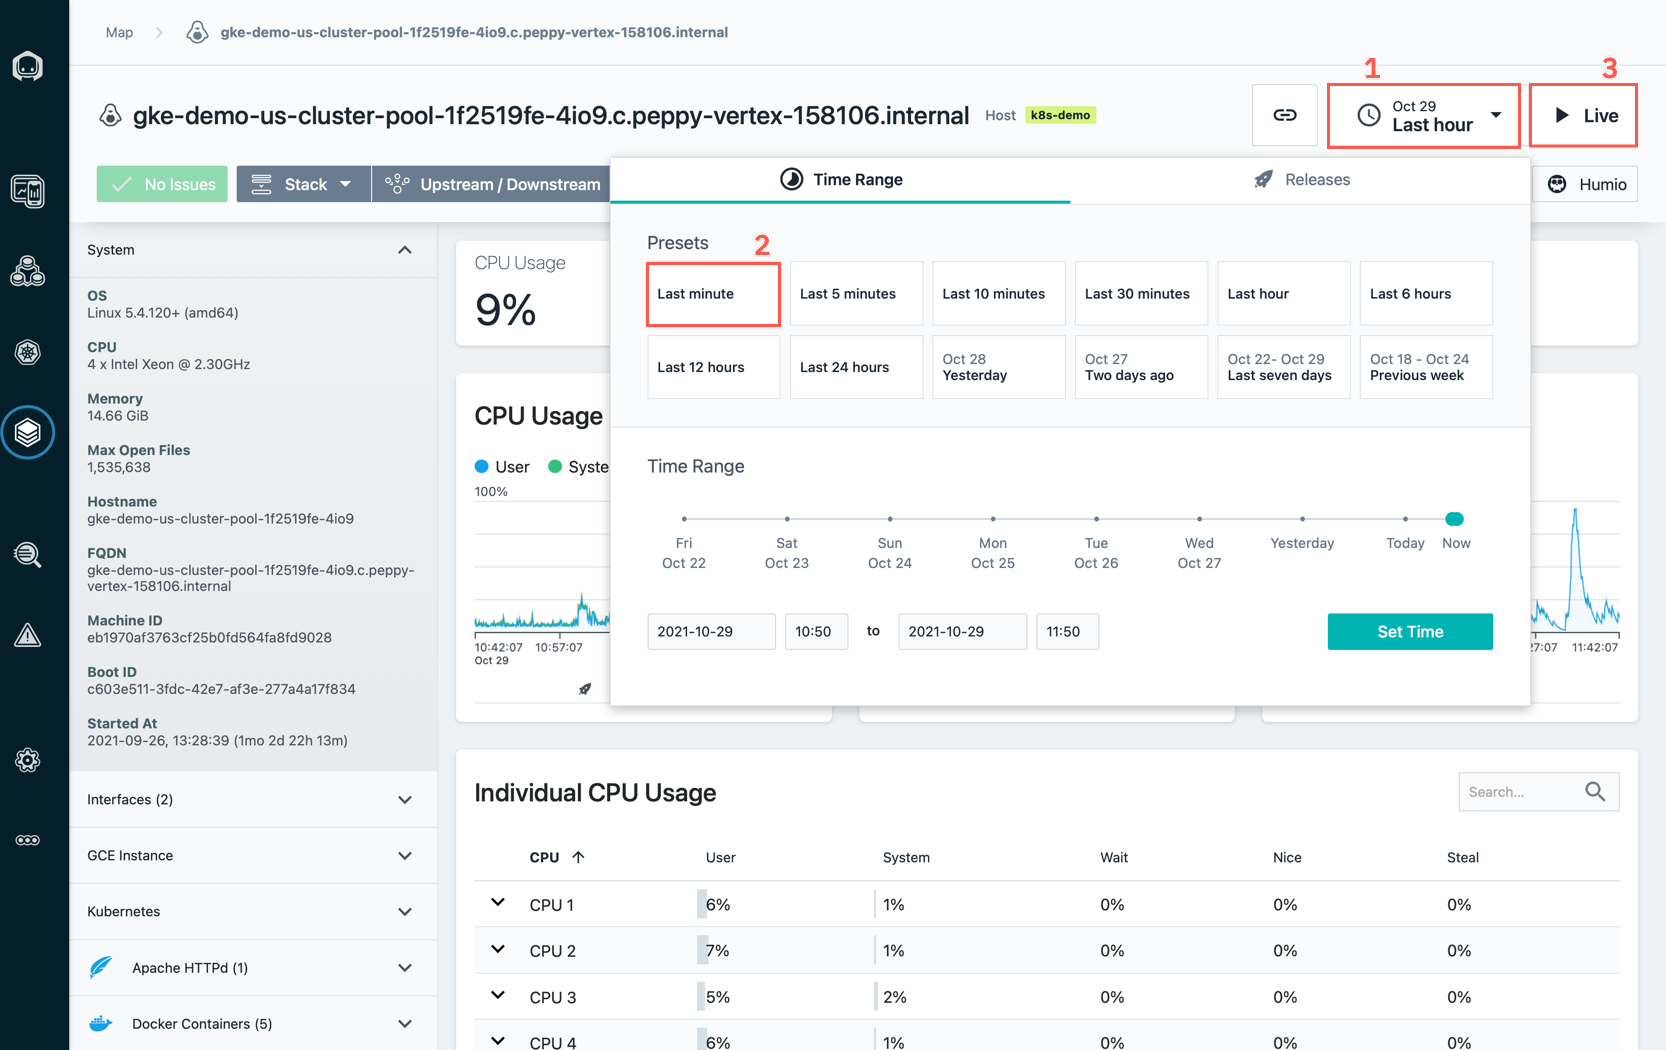 Map
gke-demo-us-cluster-pool-1f2519fe-4io9.c.peppy-vertex-158106.internal
1
3
gke-demo-us-cluster-pool-1f2519fe-4io9.c.peppy-vertex-158106.internal Host k8s-demo
Oct 29
Last hour
Live
No Issues
Stack
Upstream / Downstream
Time Range
Releases
Humio
System
OS
Linux 5.4.120+ (amd64)
CPU
4 x Intel Xeon @ 2.30GHz
Memory
14.66 GiB
Max Open Files
1,535,638
Hostname
gke-demo-us-cluster-pool-1f2519fe-4io9
FQDN
gke-demo-us-cluster-pool-1f2519fe-4io9.c.peppy-
vertex-158106.internal
Machine ID
eb1970af3763cf25b0fd564fa8fd9028
Boot ID
c603e511-3fdc-42e7-af3e-277a4a17f834
Started At
2021-09-26, 13:28:39 (1mo 2d 22h 13m)
Interfaces (2)
GCE Instance
Kubernetes
Apache HTTPd (1)
Docker Containers (5)
CPU Usage
9%
CPU Usage
User Syste
100%
10:42:07 10:57:07
Oct 29
27:07 11:42:07
Presets
2
Last minute
Last 5 minutes
Last 10 minutes
Last 30 minutes
Last hour
Last 6 hours
Last 12 hours
Last 24 hours
Oct 28
Yesterday
Oct 27
Two days ago
Oct 22- Oct 29
Last seven days
Oct 18 - Oct 24
Previous week
Time Range
Fri
Oct 22
Sat
Oct 23
Sun
Oct 24
Mon
Oct 25
Tue
Oct 26
Wed
Oct 27
Yesterday
Today
Now
2021-10-29 10:50 to 2021-10-29 11:50
Set Time
Individual CPU Usage
Search...
CPU User System Wait Nice Steal
CPU 1 6% 1% 0% 0% 0%
CPU 2 7% 1% 0% 0% 0%
CPU 3 5% 2% 0% 0% 0%
CPU 4 6% 1% 0% 0% 0%